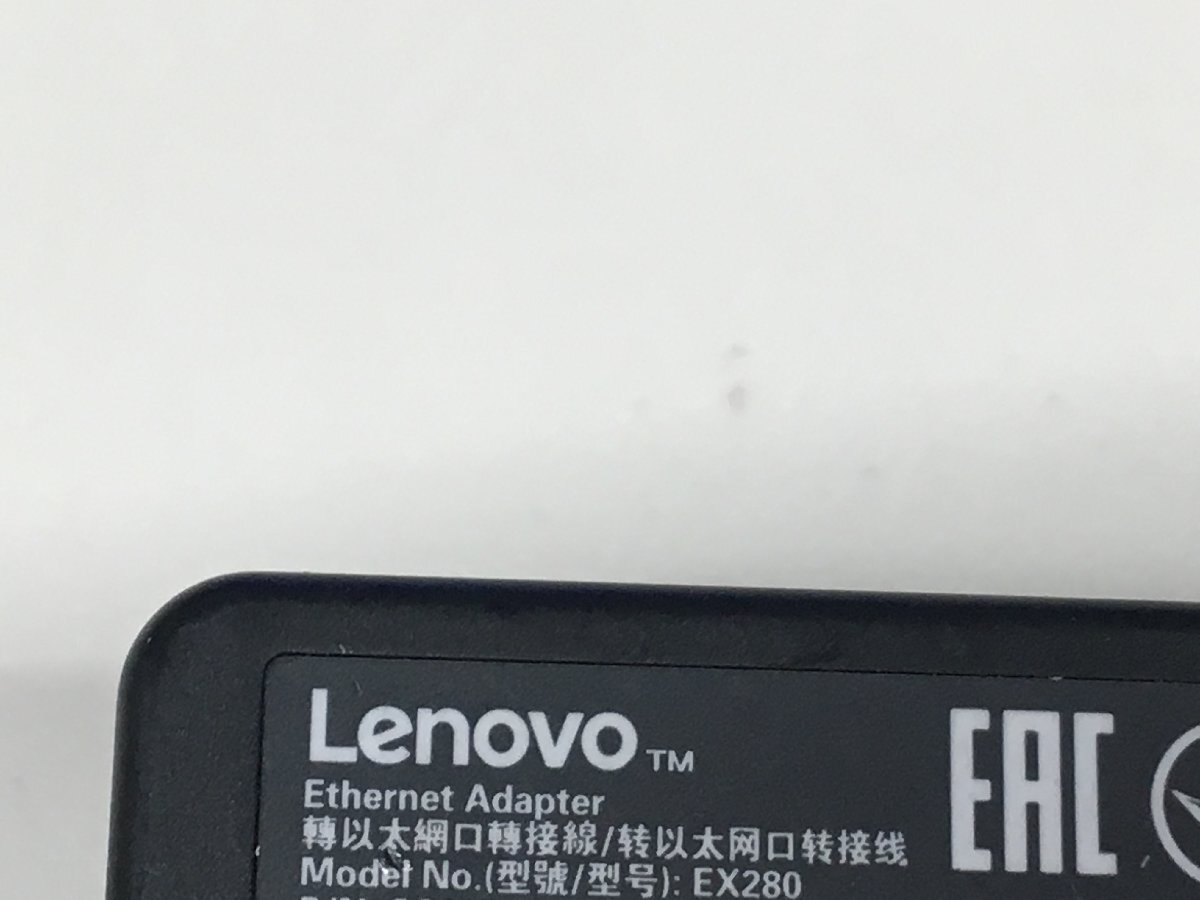 Lenovo™
EAC
Ethernet Adapter
轉以太網口轉接線/转以太网口转接线
Model No.(型號/型号): EX280